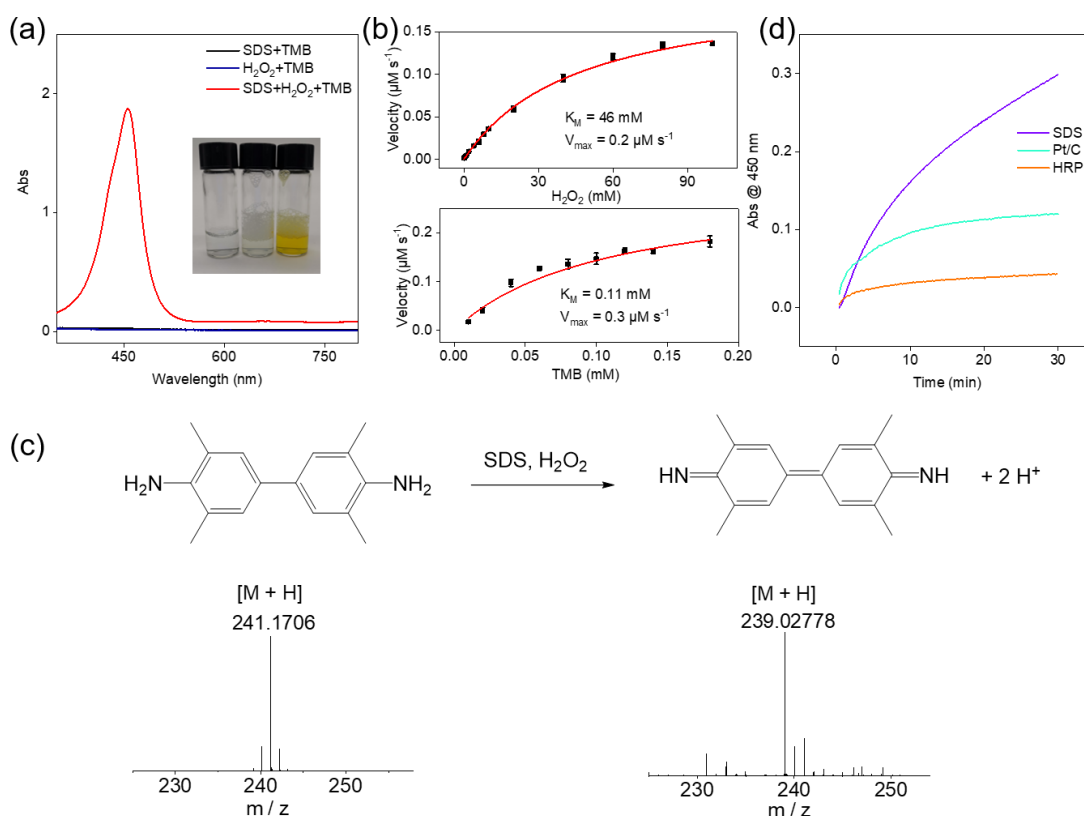 (a)
SDS+TMB
H₂O₂+TMB
SDS+H₂O₂+TMB
2
1
0
Abs
450 600 750
Wavelength (nm)
(b)
0.15
0.10
0.05
0.00
Velocity (µM s⁻¹)
K_M = 46 mM
V_max = 0.2 µM s⁻¹
0 30 60 90
H₂O₂ (mM)
0.2
0.1
0.0
Velocity (µM s⁻¹)
K_M = 0.11 mM
V_max = 0.3 µM s⁻¹
0.00 0.05 0.10 0.15 0.20
TMB (mM)
(d)
0.3
0.2
0.1
0.0
Abs @ 450 nm
SDS
Pt/C
HRP
0 10 20 30
Time (min)
(c)
H₂N
NH₂
SDS, H₂O₂
HN
NH
+ 2 H⁺
[M + H]
241.1706
230 240 250
m / z
[M + H]
239.02778
230 240 250
m / z